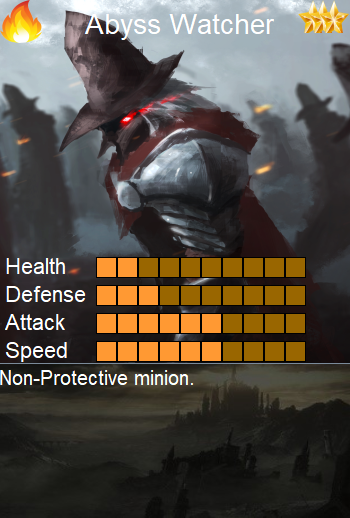 Abyss Watcher
Health
Defense
Attack
Speed
Non-Protective minion.